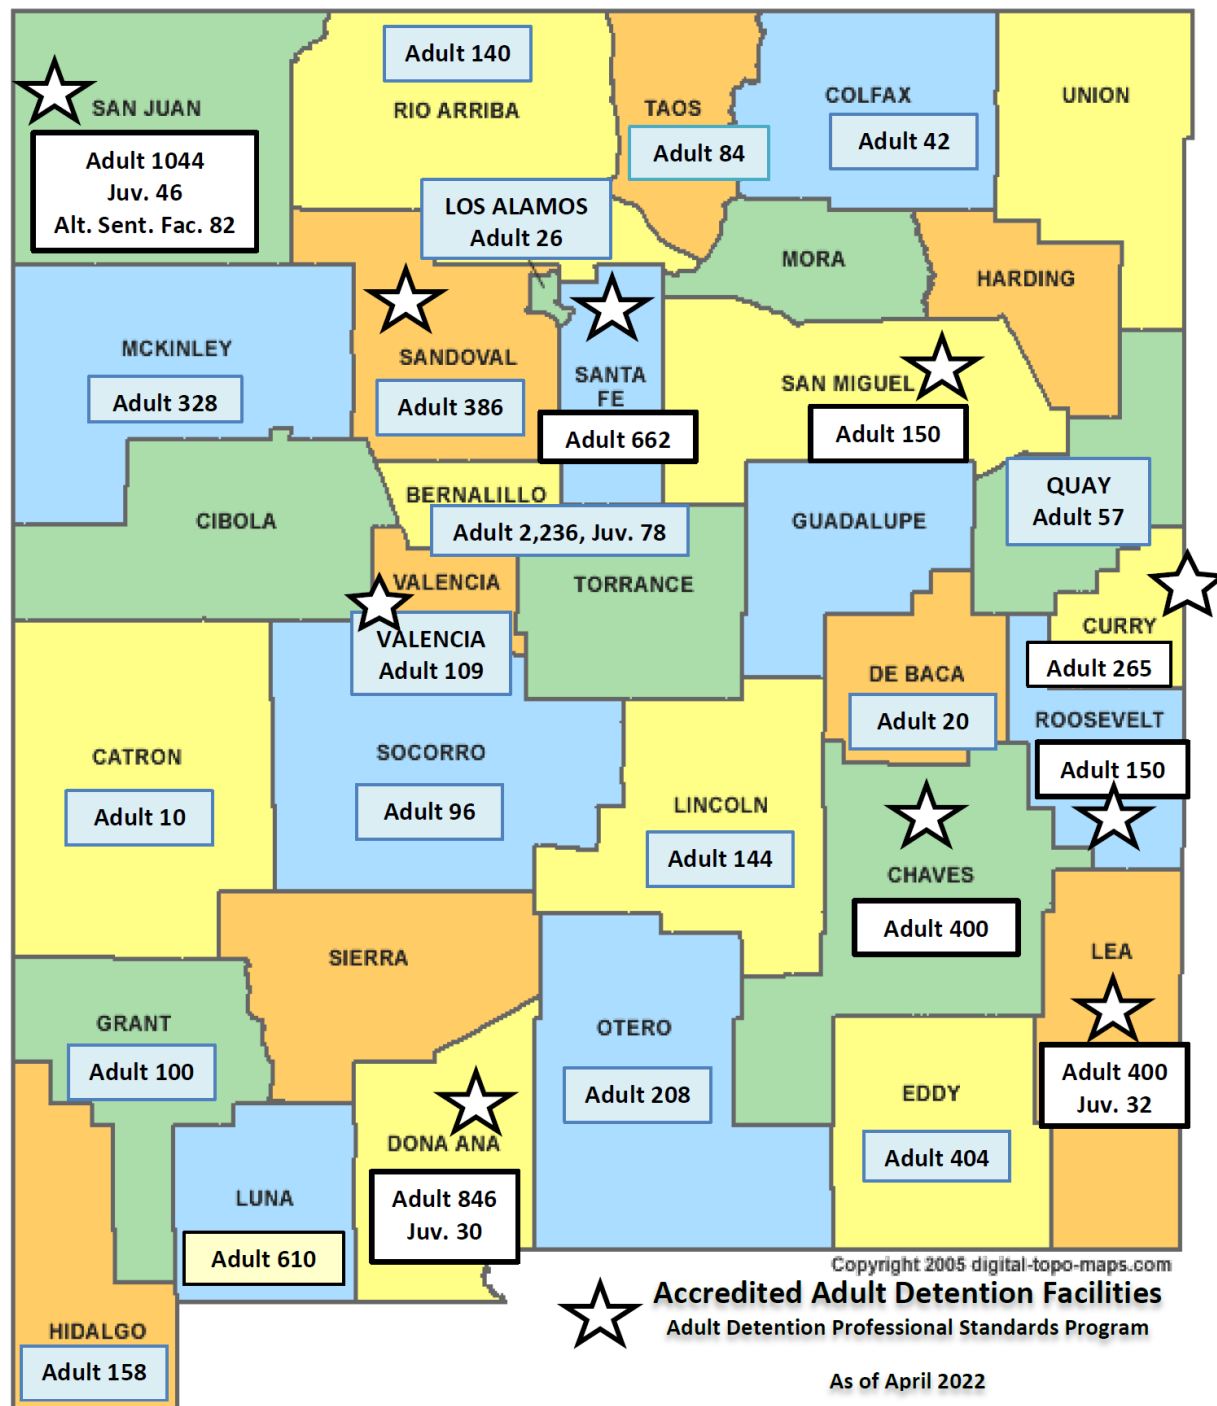 Adult 140
SAN JUAN
RIO ARRIBA
TAOS
COLFAX
UNION
Adult 1044
Juv. 46
Alt. Sent. Fac. 82
Adult 84
Adult 42
LOS ALAMOS
Adult 26
MORA
HARDING
MCKINLEY
Adult 328
SANDOVAL
Adult 386
SANTA
FE
Adult 662
SAN MIGUEL
Adult 150
BERNALILLO
Adult 2,236, Juv. 78
CIBOLA
GUADALUPE
QUAY
Adult 57
VALENCIA
TORRANCE
VALENCIA
Adult 109
CURRY
Adult 265
DE BACA
Adult 20
ROOSEVELT
Adult 150
CATRON
Adult 10
SOCORRO
Adult 96
LINCOLN
Adult 144
CHAVES
Adult 400
LEA
Adult 400
Juv. 32
SIERRA
GRANT
Adult 100
OTERO
Adult 208
EDDY
Adult 404
DONA ANA
Adult 846
Juv. 30
LUNA
Adult 610
HIDALGO
Adult 158
Copyright 2005 digital-topo-maps.com
Accredited Adult Detention Facilities
Adult Detention Professional Standards Program
As of April 2022